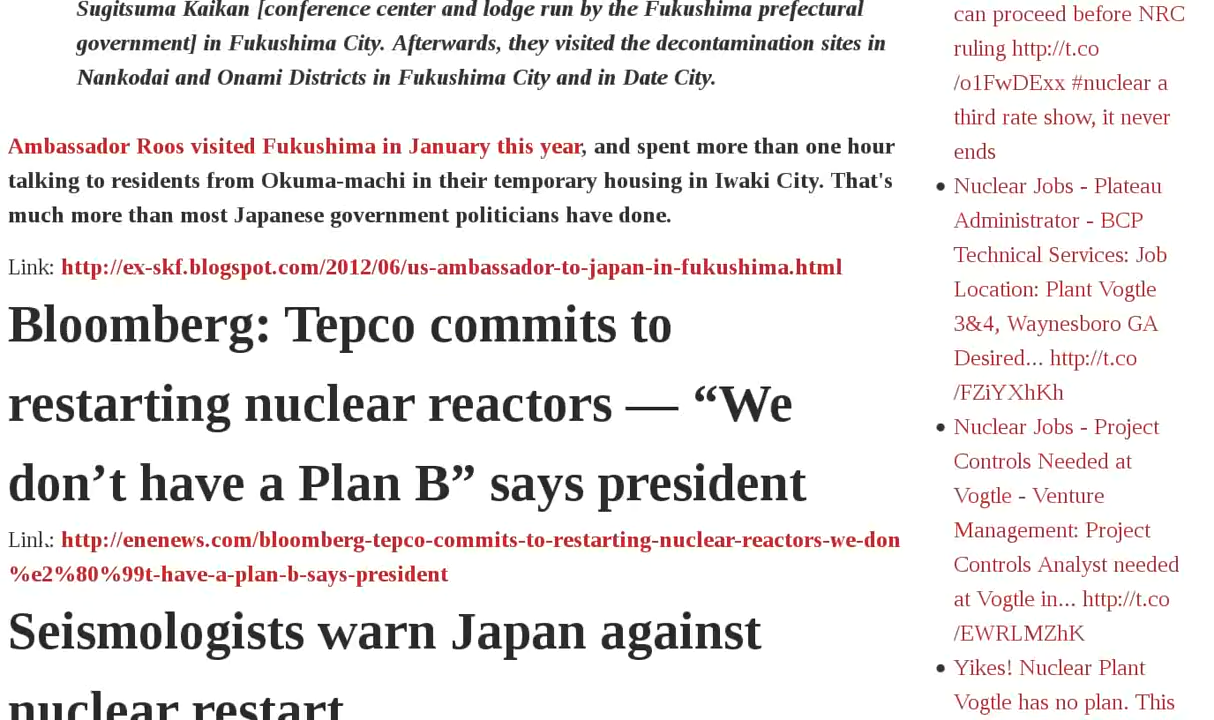 Sugitsuma Kaikan [conference center and lodge run by the Fukushima prefectural
government] in Fukushima City. Afterwards, they visited the decontamination sites in
Nankodai and Onami Districts in Fukushima City and in Date City.
Ambassador Roos visited Fukushima in January this year, and spent more than one hour
talking to residents from Okuma-machi in their temporary housing in Iwaki City. That's
much more than most Japanese government politicians have done.
Link: http://ex-skf.blogspot.com/2012/06/us-ambassador-to-japan-in-fukushima.html
Bloomberg: Tepco commits to
restarting nuclear reactors — “We
don’t have a Plan B” says president
Link: http://enenews.com/bloomberg-tepco-commits-to-restarting-nuclear-reactors-we-don
%e2%80%99t-have-a-plan-b-says-president
Seismologists warn Japan against
nuclear restart
can proceed before NRC
ruling http://t.co
/o1FwDExx #nuclear a
third rate show, it never
ends
Nuclear Jobs - Plateau
Administrator - BCP
Technical Services: Job
Location: Plant Vogtle
3&4, Waynesboro GA
Desired... http://t.co
/FZiYXhKh
Nuclear Jobs - Project
Controls Needed at
Vogtle - Venture
Management: Project
Controls Analyst needed
at Vogtle in... http://t.co
/EWRLMZhK
Yikes! Nuclear Plant
Vogtle has no plan. This